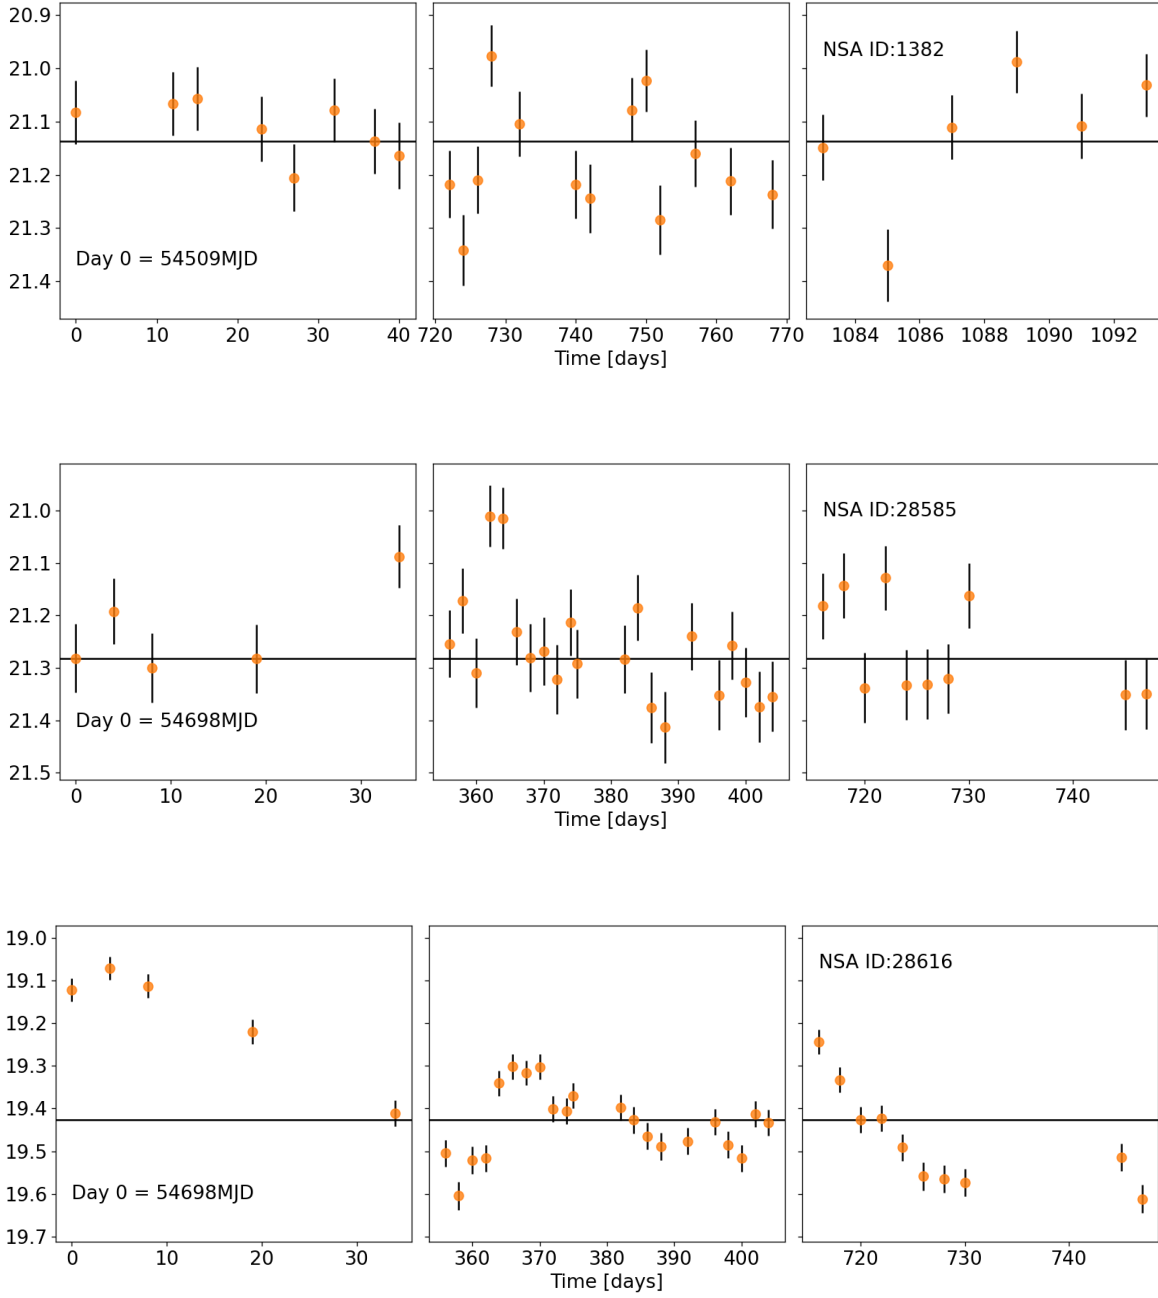 20.9
21.0
21.1
21.2
21.3
21.4
NSA ID:1382
Day 0 = 54509MJD
0 10 20 30 40 720 730 740 750 760 770 1084 1086 1088 1090 1092
Time [days]
21.0
21.1
21.2
21.3
21.4
21.5
NSA ID:28585
Day 0 = 54698MJD
0 10 20 30 360 370 380 390 400 720 730 740
Time [days]
19.0
19.1
19.2
19.3
19.4
19.5
19.6
19.7
NSA ID:28616
Day 0 = 54698MJD
0 10 20 30 360 370 380 390 400 720 730 740
Time [days]